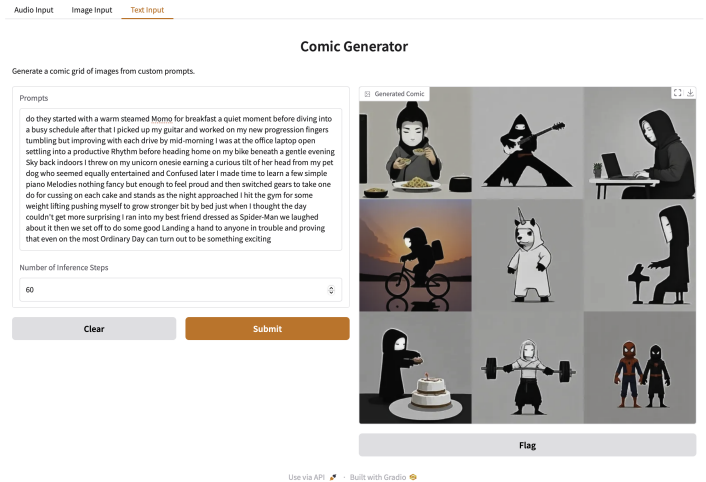 Audio Input
Image Input
Text Input
Comic Generator
Generate a comic grid of images from custom prompts.
Prompts
do they started with a warm steamed Momo for breakfast a quiet moment before diving into
a busy schedule after that I picked up my guitar and worked on my new progression fingers
tumbling but improving with each drive by mid-morning I was at the office laptop open
settling into a productive Rhythm before heading home on my bike beneath a gentle evening
Sky back indoors I threw on my unicorn onesie earning a curious tilt of her head from my pet
dog who seemed equally entertained and Confused later I made time to learn a few simple
piano Melodies nothing fancy but enough to feel proud and then switched gears to take one
do for cussing on each cake and stands as the night approached I hit the gym for some
weight lifting pushing myself to grow stronger bit by bed just when I thought the day
couldn't get more surprising I ran into my best friend dressed as Spider-Man we laughed
about it then we set off to do some good Landing a hand to anyone in trouble and proving
that even on the most Ordinary Day can turn out to be something exciting
Number of Inference Steps
60
Clear
Submit
Generated Comic
Flag
Use via API
·
Built with Gradio